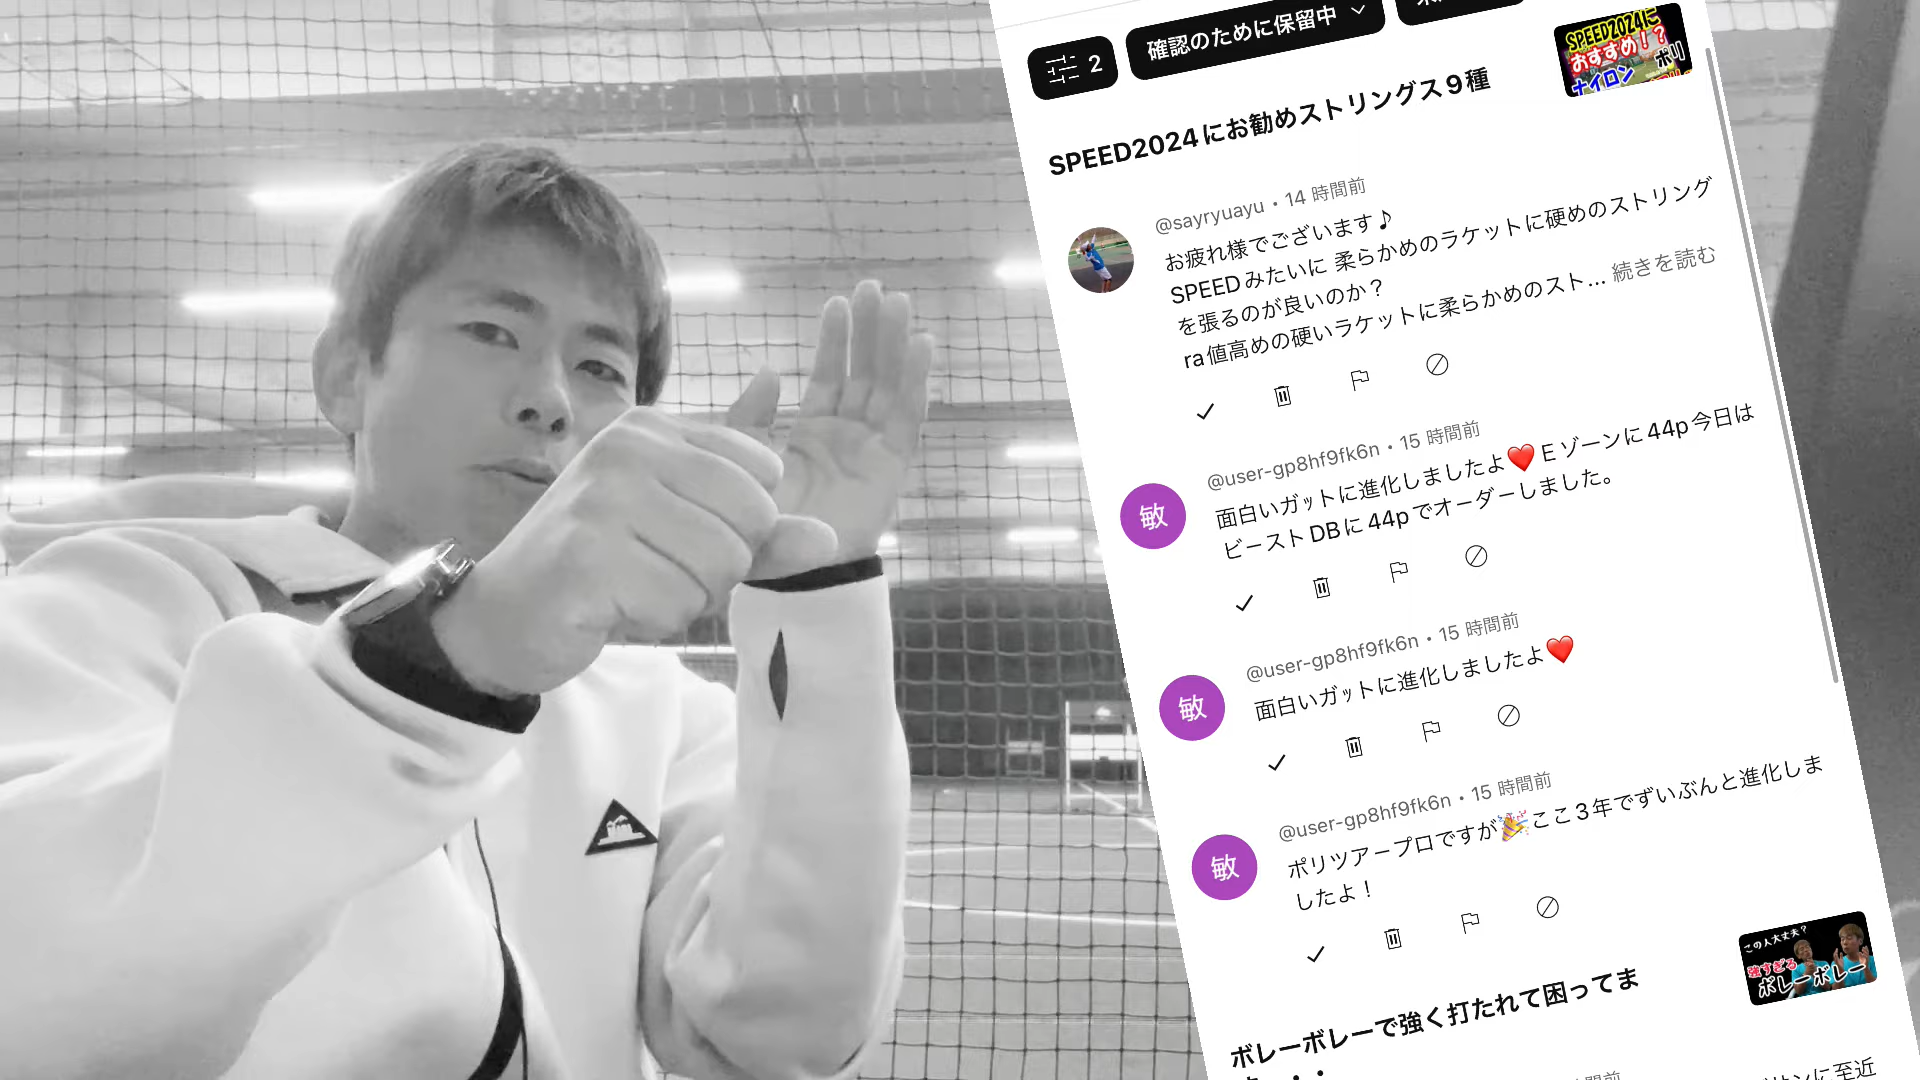 2
確認のために保留中
SPEED2024にお勧めストリングス9種
SPEED2024に
おすすめ！？
ナイロン
ポリ
@sayryuayu・14 時間前
お疲れ様でございます♪
SPEEDみたいに 柔らかめのラケットに硬めのストリング
を張るのが良いのか？
ra値高めの硬いラケットに柔らかめのスト... 続きを読む
敏
@user-gp8hf9fk6n・15 時間前
面白いガットに進化しましたよ❤️Eゾーンに44p今日は
ビーストDBに44pでオーダーしました。
敏
@user-gp8hf9fk6n・15 時間前
面白いガットに進化しましたよ❤️
敏
@user-gp8hf9fk6n・15 時間前
ポリツアープロですが🎉ここ3年でずいぶんと進化しま
したよ！
ボレーボレーで強く打たれて困ってま
この人大丈夫？
強すぎる
ボレーボレー
間前
に至近